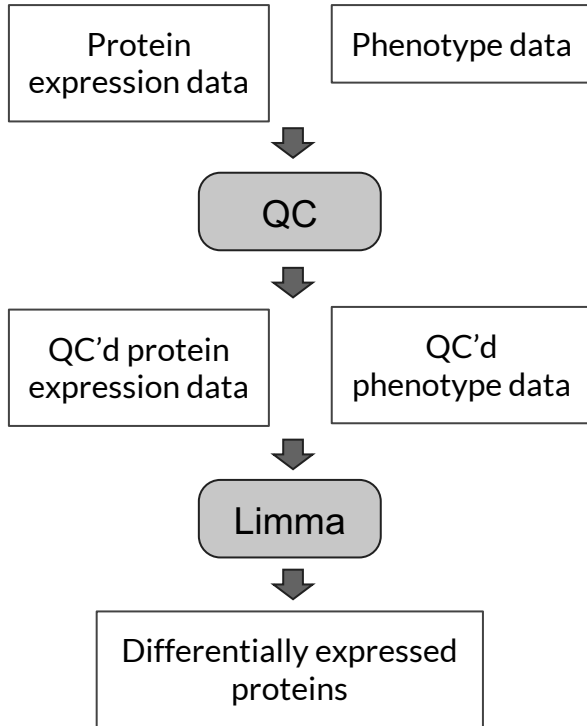 Protein
expression data
Phenotype data
QC
QC’d protein
expression data
QC’d
phenotype data
Limma
Differentially expressed
proteins